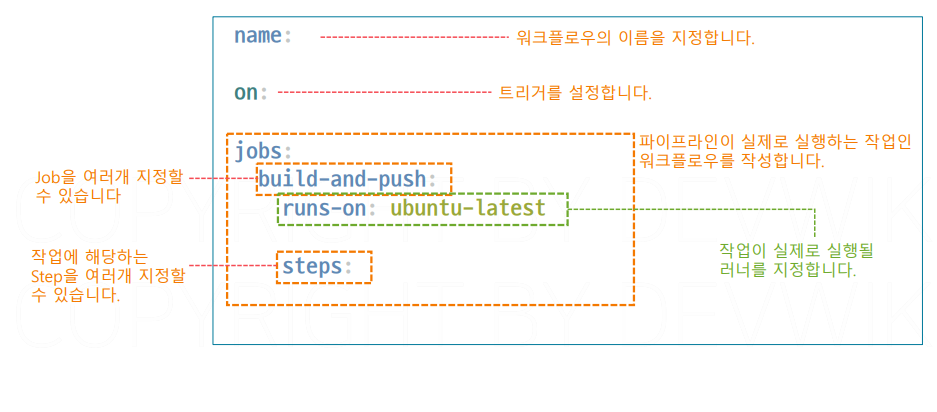 name:
워크플로우의 이름을 지정합니다.
on:
트리거를 설정합니다.
jobs:
파이프라인이 실제로 실행하는 작업인
워크플로우를 작성합니다.
Job을 여러개 지정할
수 있습니다
build-and-push:
runs-on: ubuntu-latest
작업이 실제로 실행될
러너를 지정합니다.
작업에 해당하는
Step을 여러개 지정할
수 있습니다.
steps: